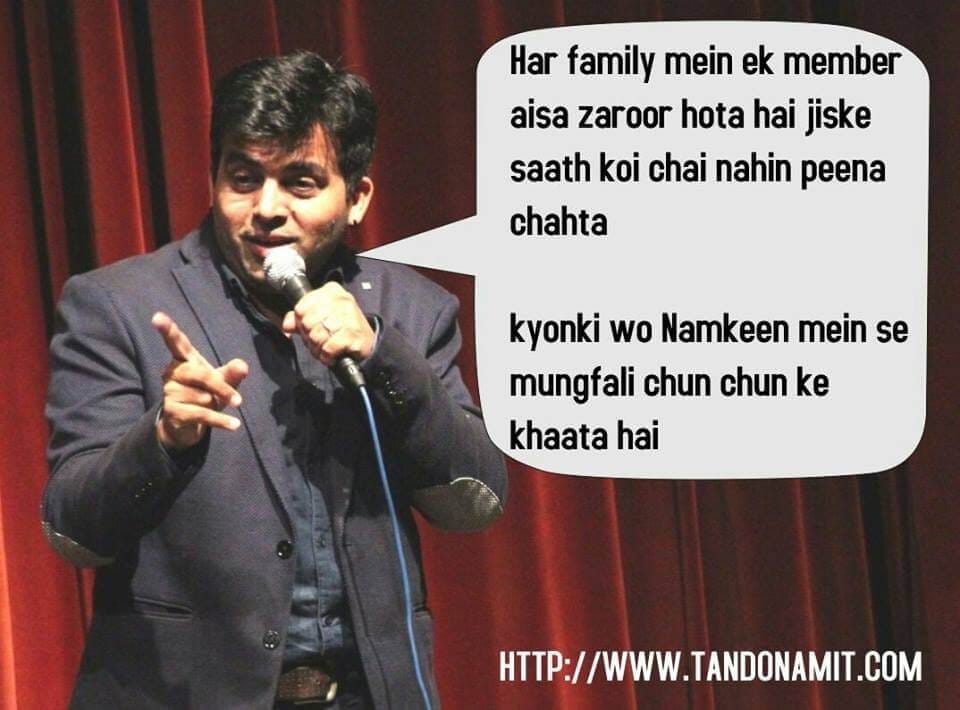 Har family mein ek member
aisa zaroor hota hai jiske
saath koi chai nahin peena
chahta
kyonki wo Namkeen mein se
mungfali chun chun ke
khaata hai
HTTP://WWW.TANDONAMIT.COM